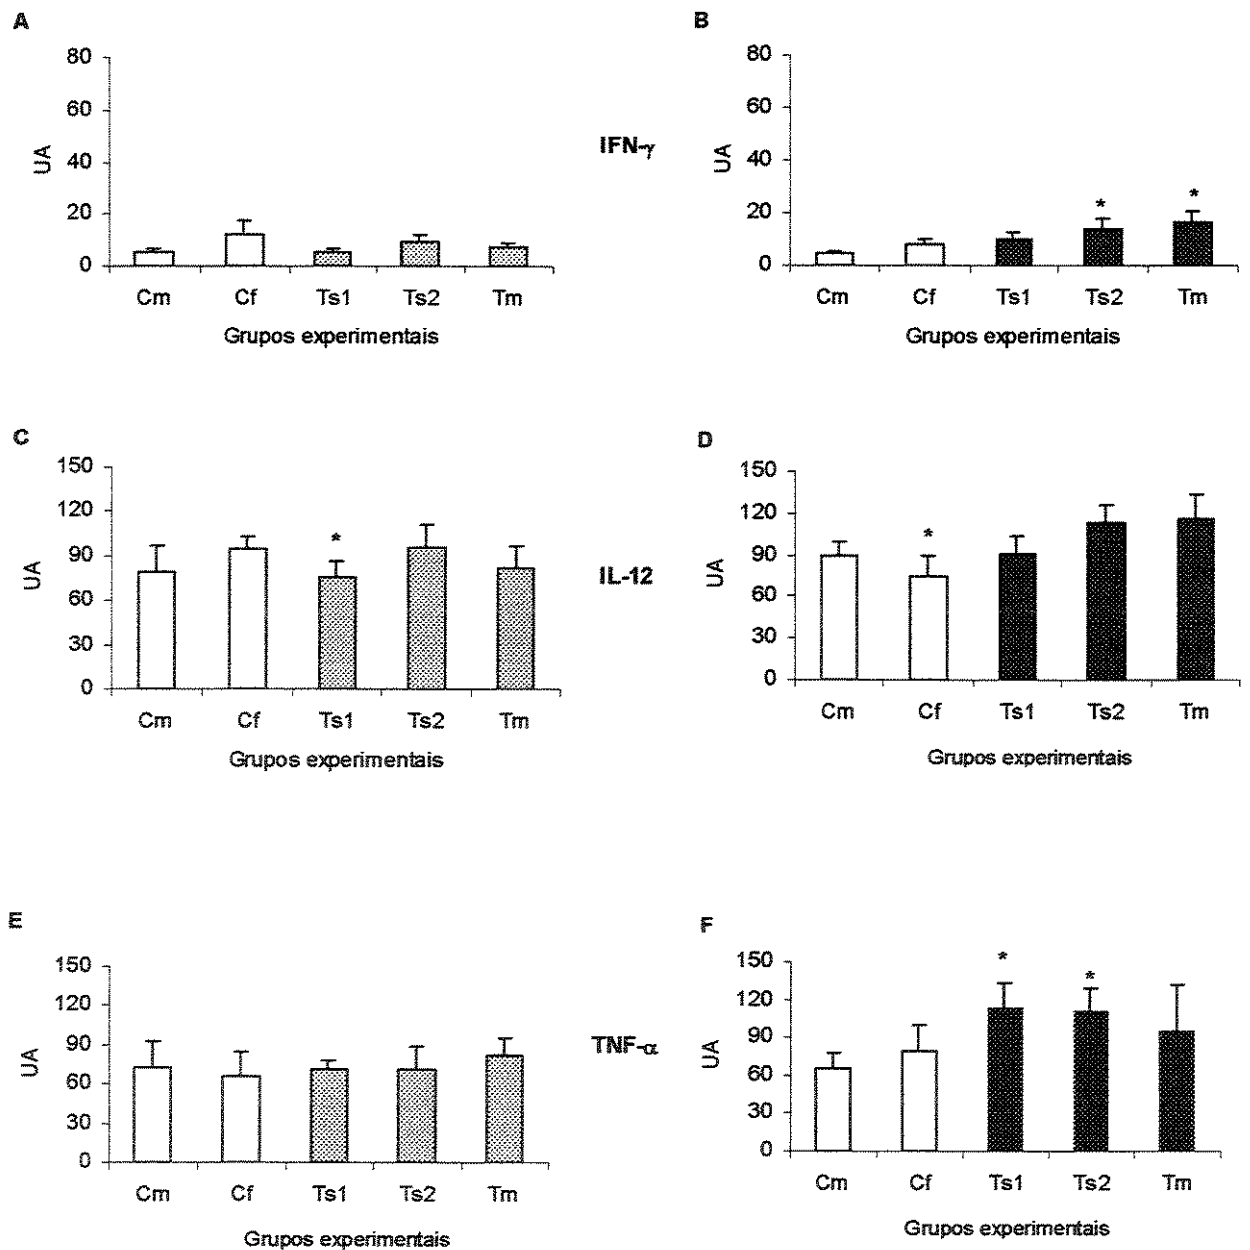 A
80
60
40
20
0
UA
Cm Cf Ts1 Ts2 Tm
Grupos experimentais
IFN-γ
B
80
60
40
20
0
UA
* *
Cm Cf Ts1 Ts2 Tm
Grupos experimentais
C
150
120
90
60
30
0
UA
*
Cm Cf Ts1 Ts2 Tm
Grupos experimentais
IL-12
D
150
120
90
60
30
0
UA
*
Cm Cf Ts1 Ts2 Tm
Grupos experimentais
E
150
120
90
60
30
0
UA
Cm Cf Ts1 Ts2 Tm
Grupos experimentais
TNF-α
F
150
120
90
60
30
0
UA
* *
Cm Cf Ts1 Ts2 Tm
Grupos experimentais